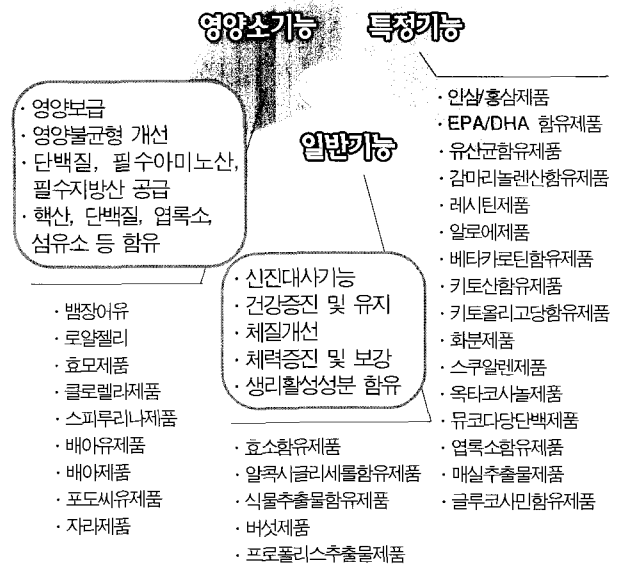 영양소기능
특정기능
· 영양보급
· 영양불균형 개선
· 단백질, 필수아미노산,
필수지방산 공급
· 핵산, 단백질, 엽록소,
섬유소 등 함유
· 뱀장어유
· 로얄젤리
· 효모제품
· 클로렐라제품
· 스피루리나제품
· 배아유제품
· 배아제품
· 포도씨유제품
· 자라제품
일반기능
· 신진대사기능
· 건강증진 및 유지
· 체질개선
· 체력증진 및 보강
· 생리활성성분 함유
· 효소함유제품
· 알콕시글리세롤함유제품
· 식물추출물함유제품
· 버섯제품
· 프로폴리스추출물제품
· 인삼/홍삼제품
· EPA/DHA 함유제품
· 유산균함유제품
· 감마리놀렌산함유제품
· 레시틴제품
· 알로에제품
· 베타카로틴함유제품
· 키토산함유제품
· 키토올리고당함유제품
· 화분제품
· 스쿠알렌제품
· 옥타코사놀제품
· 뮤코다당단백제품
· 엽록소함유제품
· 매실추출물제품
· 글루코사민함유제품